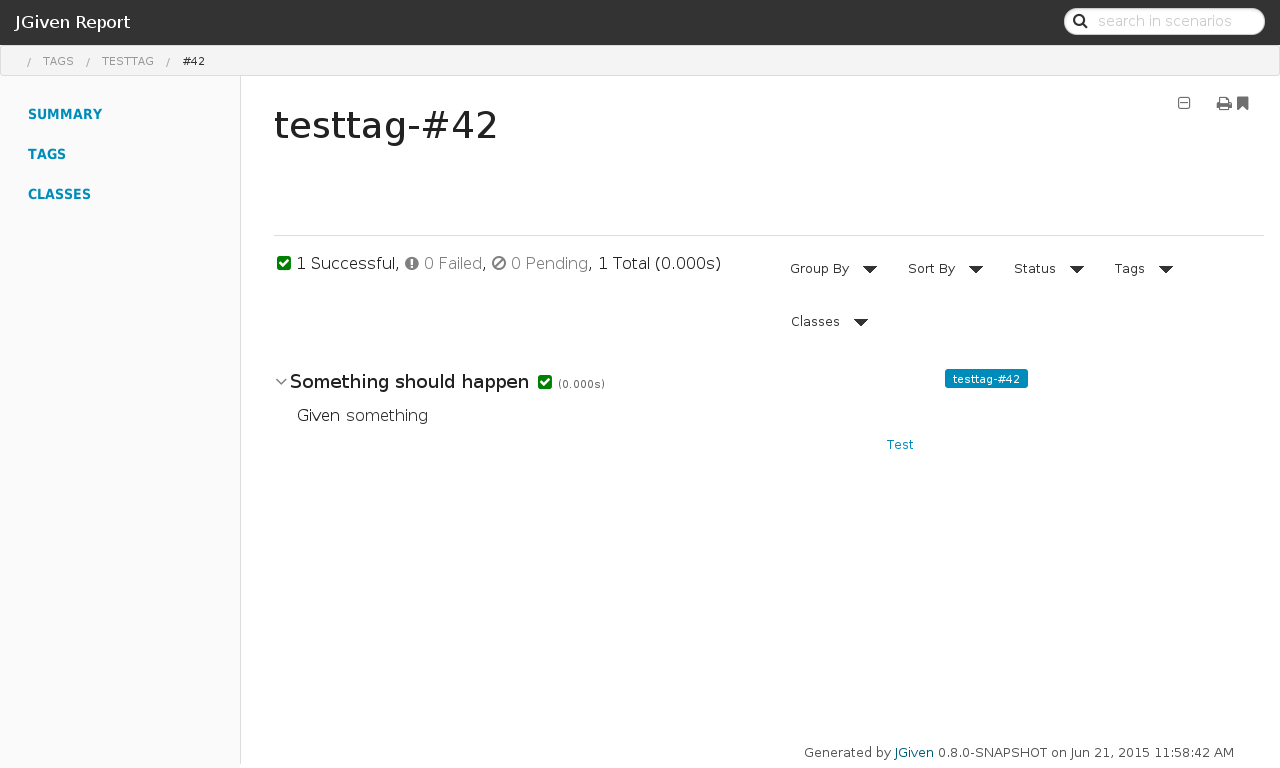 JGiven Report
search in scenarios
/ TAGS / TESTTAG / #42
SUMMARY
TAGS
CLASSES
testtag-#42
1 Successful, 0 Failed, 0 Pending, 1 Total (0.000s)
Group By Sort By Status Tags
Classes
Something should happen (0.000s)
testtag-#42
Given something
Test
Generated by JGiven 0.8.0-SNAPSHOT on Jun 21, 2015 11:58:42 AM